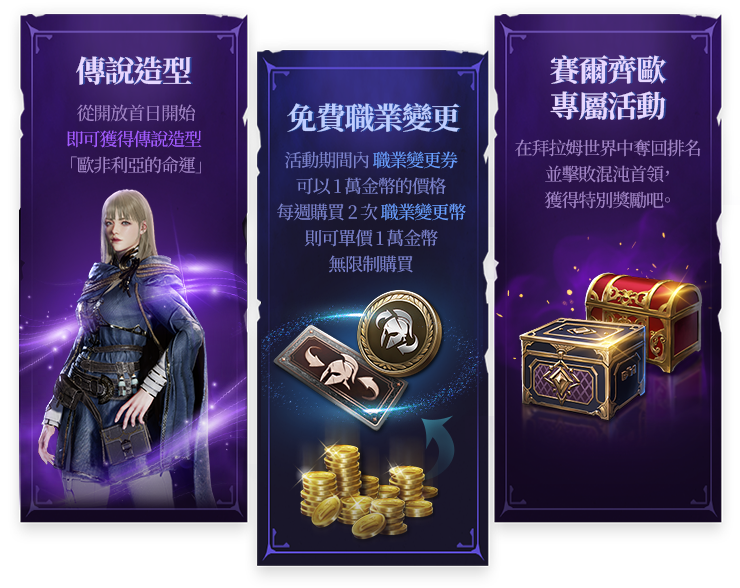 傳說造型
從開放首日開始
即可獲得傳說造型
「歐非利亞的命運」
免費職業變更
活動期間內 職業變更券
可以 1 萬金幣的價格
每週購買 2 次 職業變更幣
則可單價 1 萬金幣
無限制購買
賽爾齊歐
專屬活動
在拜拉姆世界中奪回排名
並擊敗混沌首領，
獲得特別獎勵吧。